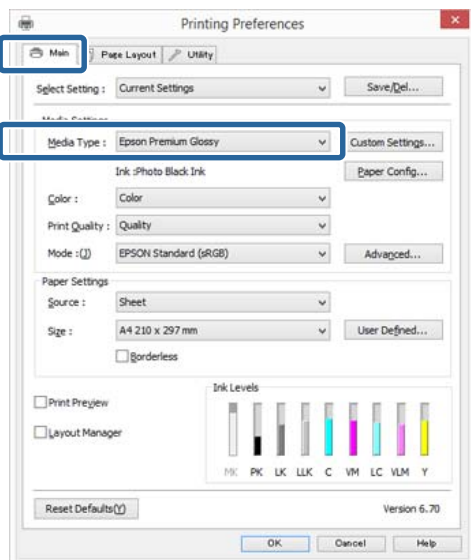 Printing Preferences
Main Page Layout Utility
Select Setting : Current Settings Save/Del...
Media Settings
Media Type : Epson Premium Glossy Custom Settings...
Ink :Photo Black Ink Paper Config...
Color : Color
Print Quality : Quality
Mode :(J) EPSON Standard (sRGB) Advanced...
Paper Settings
Source : Sheet
Size : A4 210 x 297 mm User Defined...
Borderless
Ink Levels
Print Preview
Layout Manager
MK PK LK LLK C VM LC VLM Y
Reset Defaults(Y) Version 6.70
OK Cancel Help